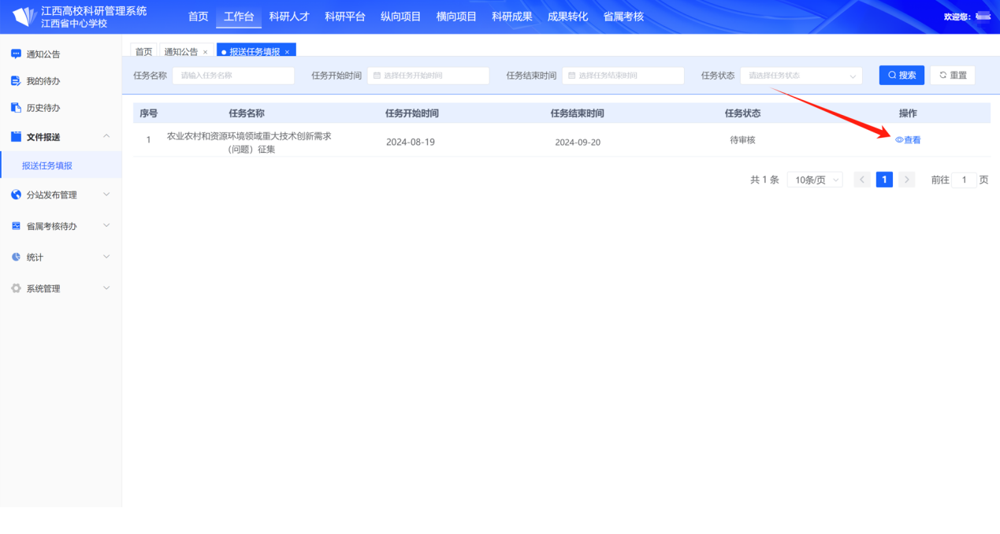 江西高校科研管理系统
江西省中心学校
首页 工作台 科研人才 科研平台 纵向项目 横向项目 科研成果 成果转化 省属考核
欢迎您：
通知公告
我的待办
历史待办
文件报送
报送任务填报
分站发布管理
省属考核待办
统计
系统管理
首页 通知公告 × 报送任务填报 ×
任务名称 请输入任务名称 任务开始时间 选择任务开始时间 任务结束时间 选择任务结束时间 任务状态 请选择任务状态 搜索 重置
序号 任务名称 任务开始时间 任务结束时间 任务状态 操作
1 农业农村和资源环境领域重大技术创新需求
（问题）征集 2024-08-19 2024-09-20 待审核 查看
共 1 条 10条/页 < 1 > 前往 1 页